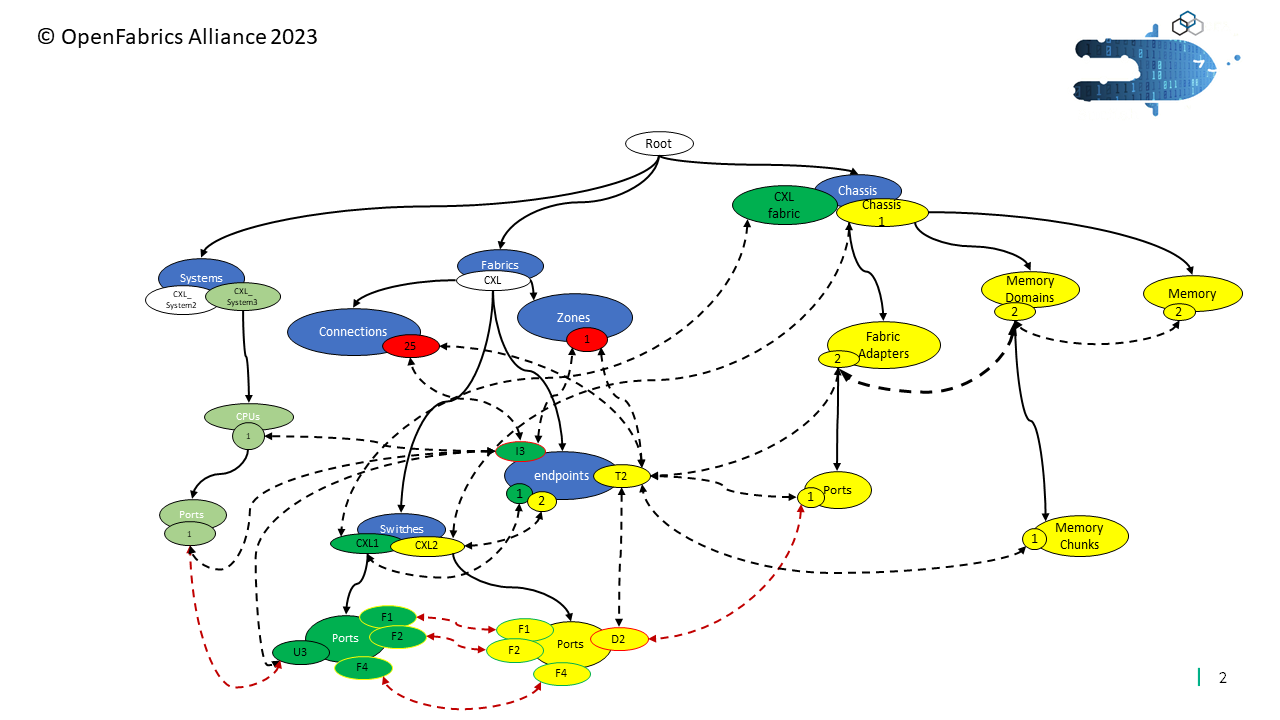 © OpenFabrics Alliance 2023
Root
Chassis
CXL
fabric
Chassis
1
Systems
CXL_
System2
CXL_
System3
Fabrics
CXL
Connections
25
Zones
1
Memory
Domains
2
Memory
2
Fabric
Adapters
2
CPUs
1
I3
endpoints
T2
1
2
Ports
1
Ports
1
Switches
CXL1
CXL2
1
Memory
Chunks
Ports
F1
F2
U3
F4
F1
F2
Ports
D2
F4
2